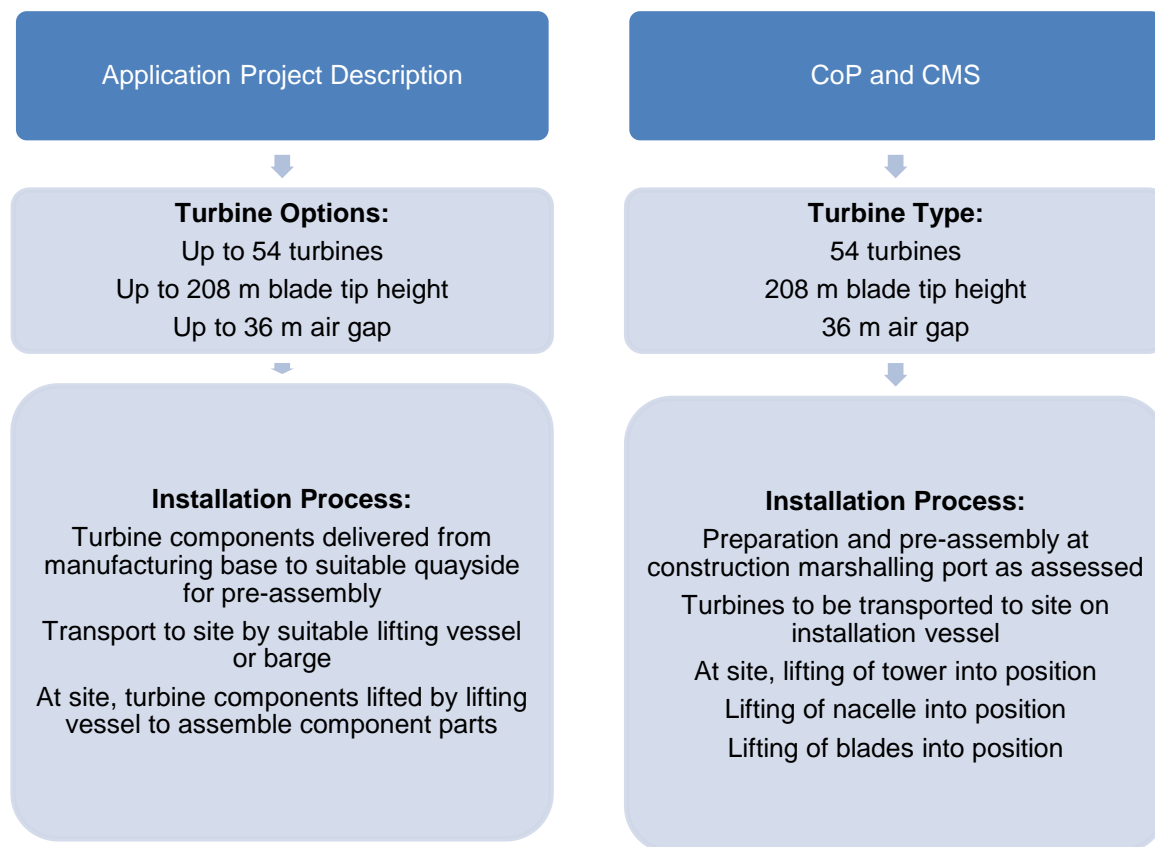 Application Project Description
Turbine Options:
Up to 54 turbines
Up to 208 m blade tip height
Up to 36 m air gap
Installation Process:
Turbine components delivered from
manufacturing base to suitable quayside
for pre-assembly
Transport to site by suitable lifting vessel
or barge
At site, turbine components lifted by lifting
vessel to assemble component parts
CoP and CMS
Turbine Type:
54 turbines
208 m blade tip height
36 m air gap
Installation Process:
Preparation and pre-assembly at
construction marshalling port as assessed
Turbines to be transported to site on
installation vessel
At site, lifting of tower into position
Lifting of nacelle into position
Lifting of blades into position